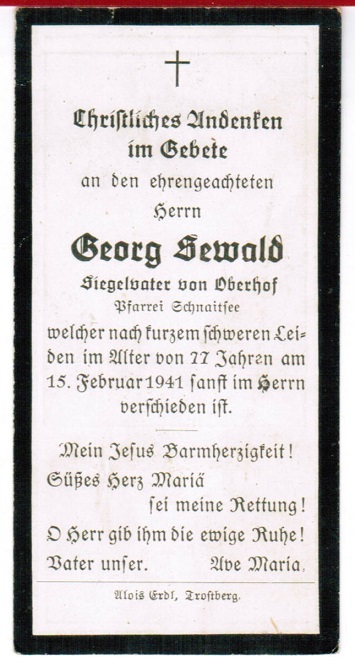 Christliches Andenken
im Gebete
an den ehrengeachteten
Herrn
Georg Sewald
Siegelvater von Oberhof
Pfarrei Schnaitsee
welcher nach kurzem schweren Lei-
den im Alter von 77 Jahren am
15. Februar 1941 sanft im Herrn
verschieden ist.
Mein Jesus Barmherzigkeit!
Süßes Herz Mariä
sei meine Rettung!
O Herr gib ihm die ewige Ruhe!
Vater unser. Ave Maria.
Alois Erdl, Trostberg.